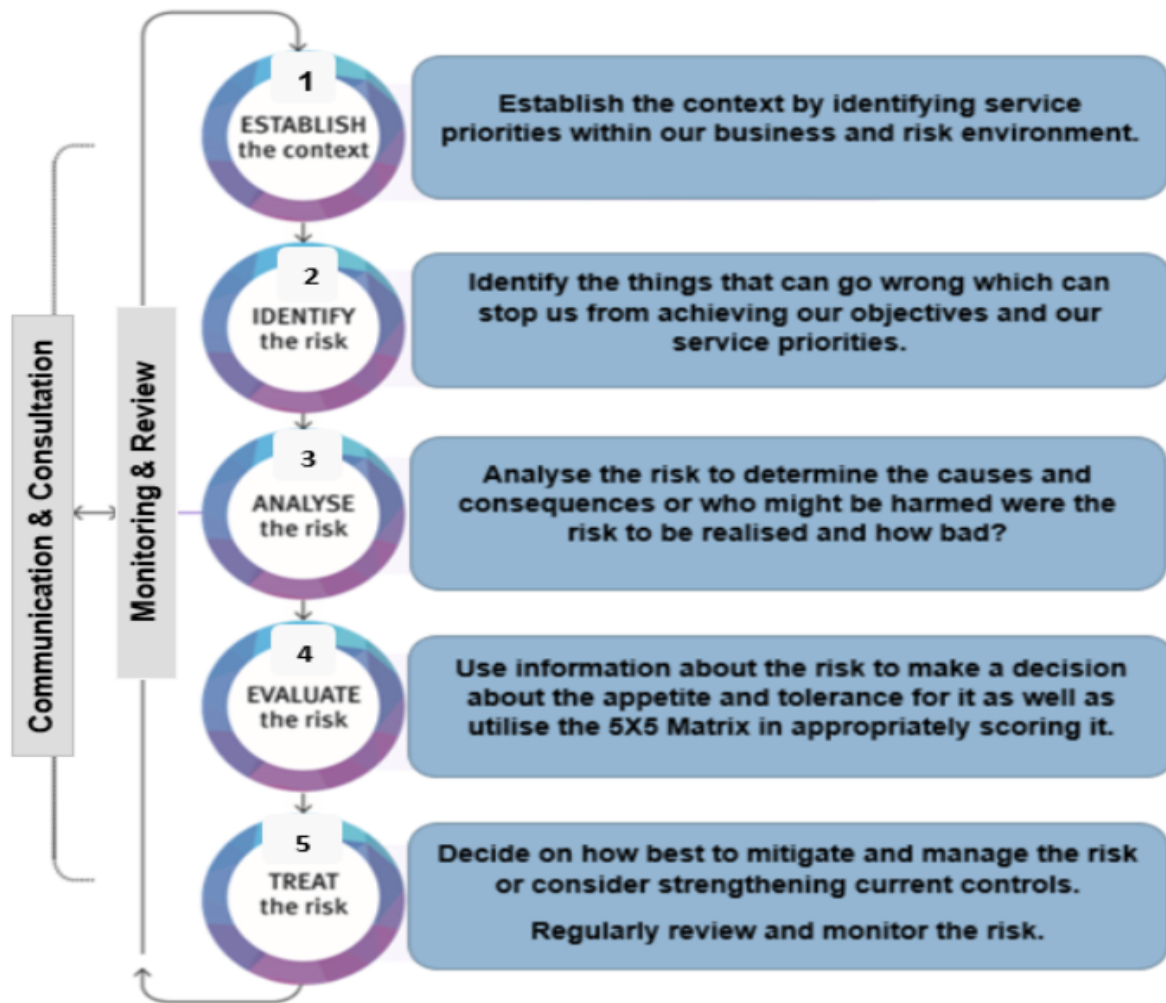 Communication & Consultation
Monitoring & Review
1
ESTABLISH
the context
Establish the context by identifying service
priorities within our business and risk environment.
2
IDENTIFY
the risk
Identify the things that can go wrong which can
stop us from achieving our objectives and our
service priorities.
3
ANALYSE
the risk
Analyse the risk to determine the causes and
consequences or who might be harmed were the
risk to be realised and how bad?
4
EVALUATE
the risk
Use information about the risk to make a decision
about the appetite and tolerance for it as well as
utilise the 5X5 Matrix in appropriately scoring it.
5
TREAT
the risk
Decide on how best to mitigate and manage the risk
or consider strengthening current controls.
Regularly review and monitor the risk.